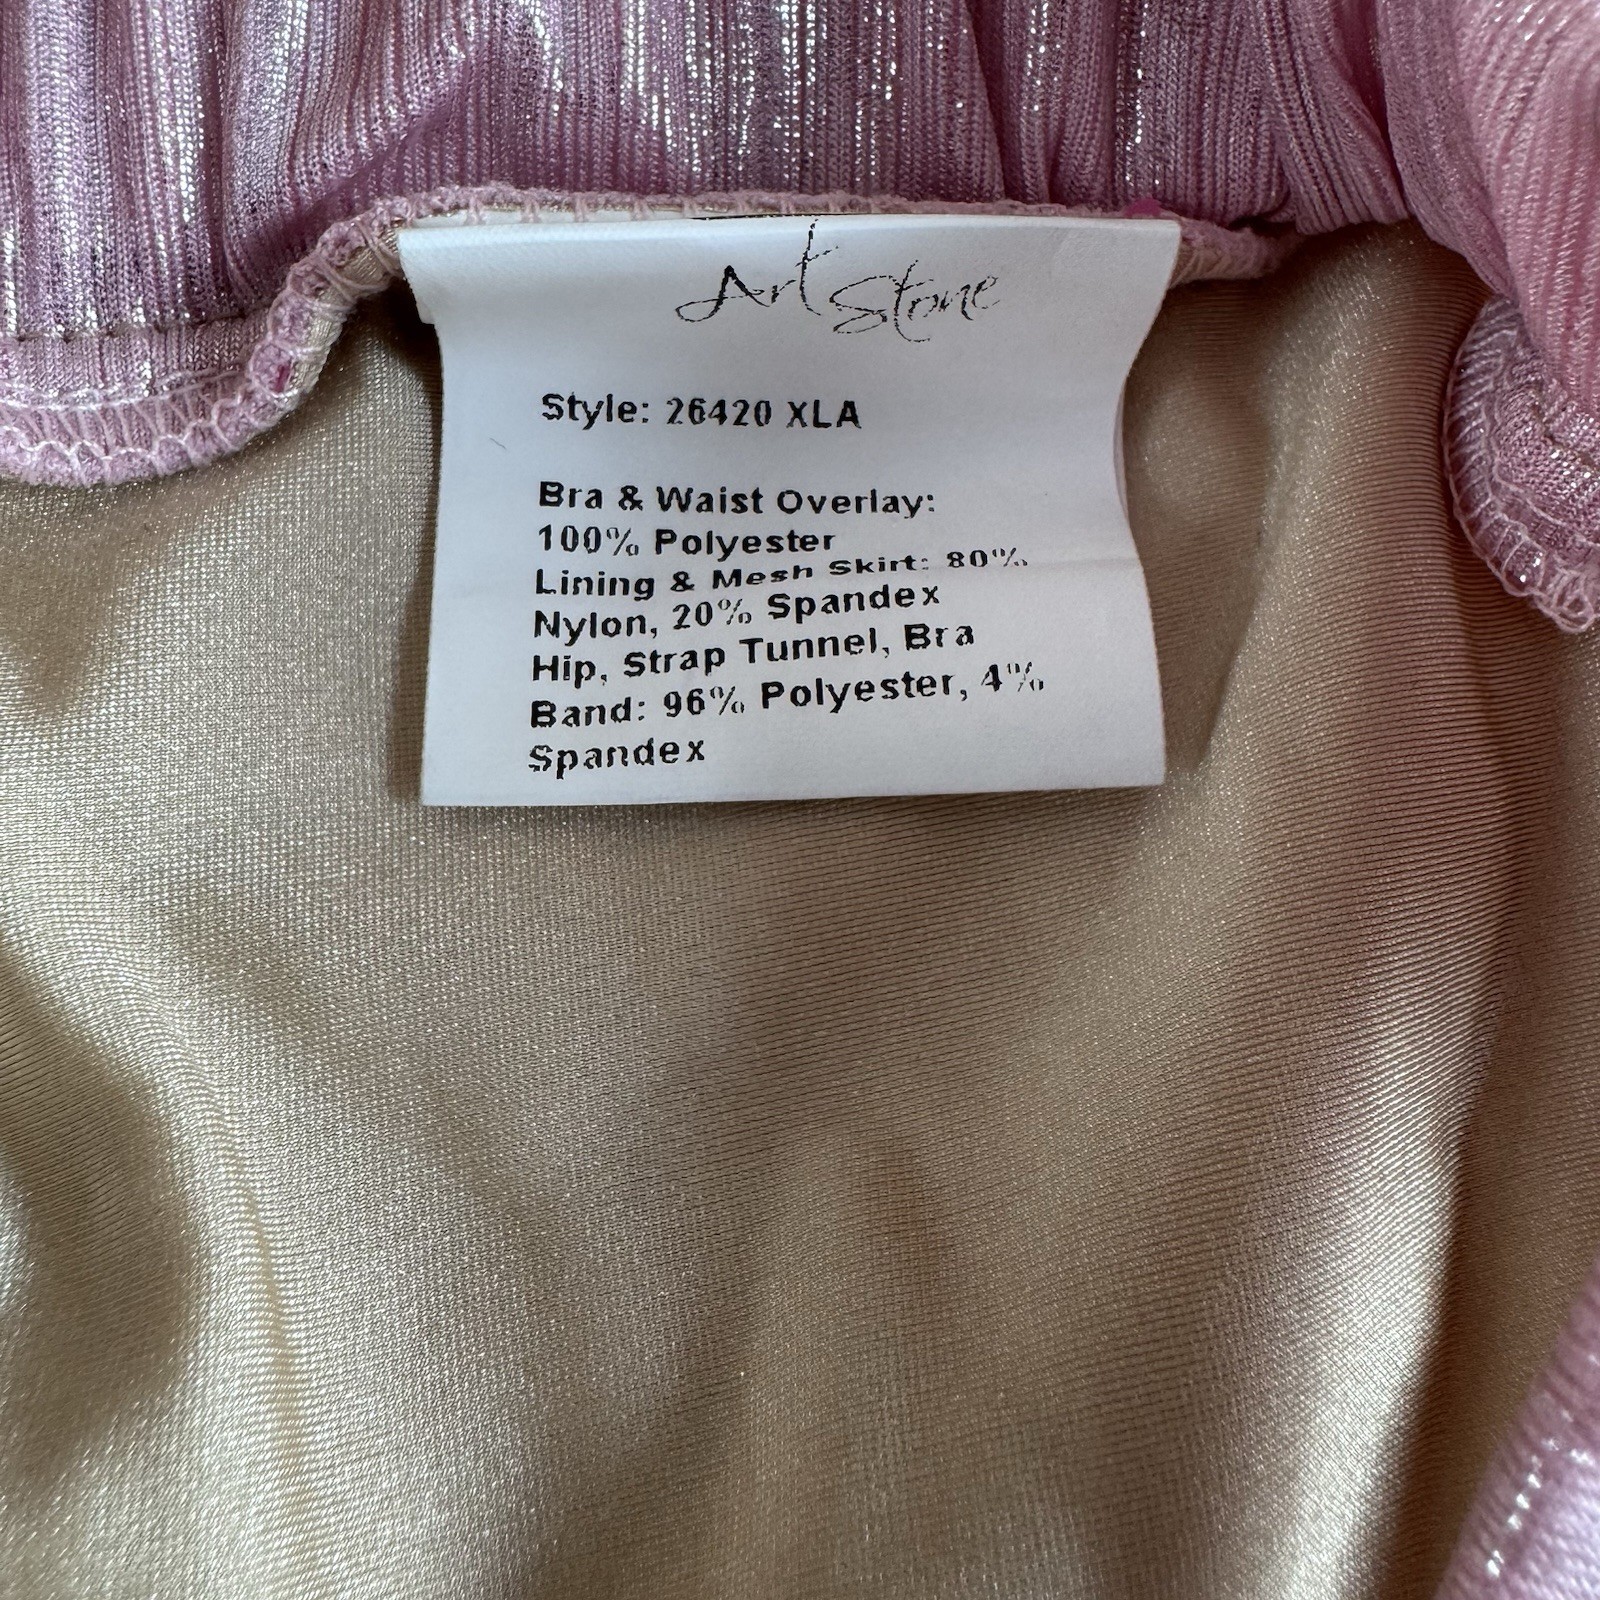 Art Stone
Style: 26420 XLA
Bra & Waist Overlay:
100% Polyester
Lining & Mesh Skirt: 80%
Nylon, 20% Spandex
Hip, Strap Tunnel, Bra
Band: 96% Polyester, 4%
Spandex